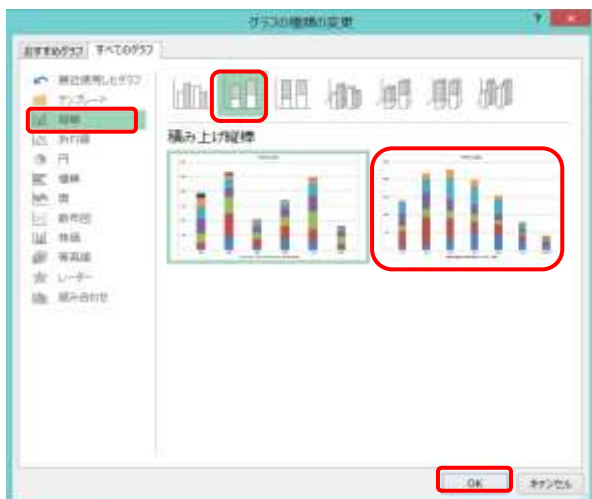 グラフの種類の変更
おすすめグラフ
すべてのグラフ
最近使用したグラフ
テンプレート
縦棒
折れ線
円
横棒
面
散布図
株価
等高線
レーダー
組み合わせ
積み上げ縦棒
OK
キャンセル